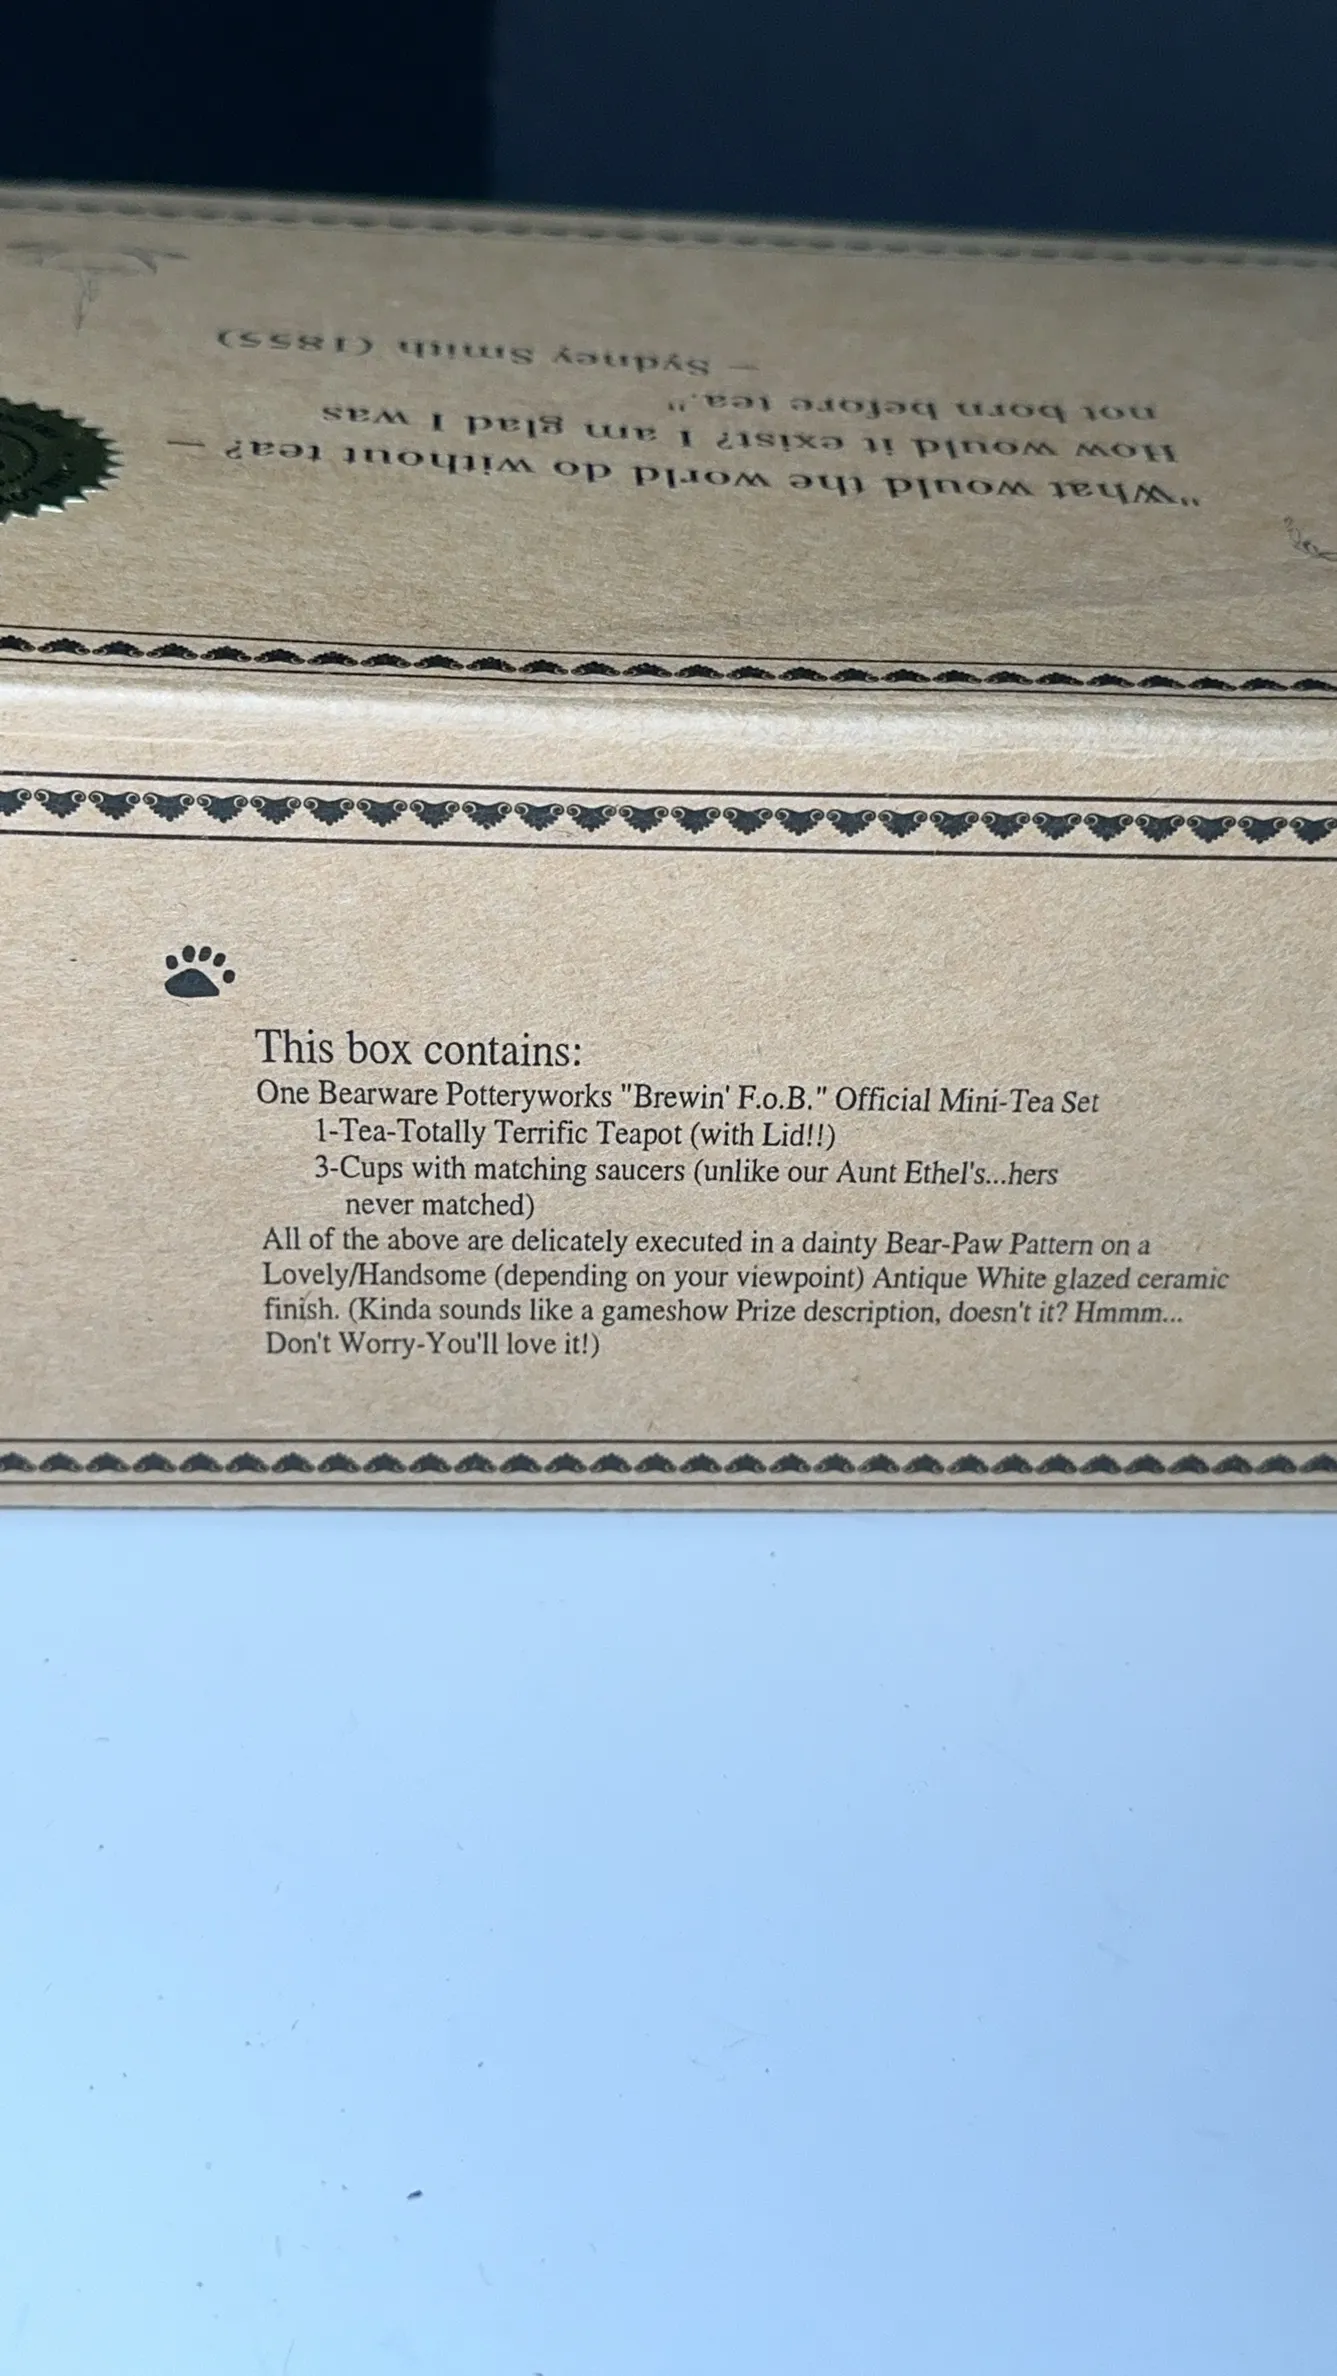 "What would the world do without tea? —
How would it exist? I am glad I was
not born before tea."
— Sydney Smith (1855)
This box contains:
One Bearware Potteryworks "Brewin' F.o.B." Official Mini-Tea Set
1-Tea-Totally Terrific Teapot (with Lid!!)
3-Cups with matching saucers (unlike our Aunt Ethel's...hers
never matched)
All of the above are delicately executed in a dainty Bear-Paw Pattern on a
Lovely/Handsome (depending on your viewpoint) Antique White glazed ceramic
finish. (Kinda sounds like a gameshow Prize description, doesn't it? Hmmm...
Don't Worry-You'll love it!)